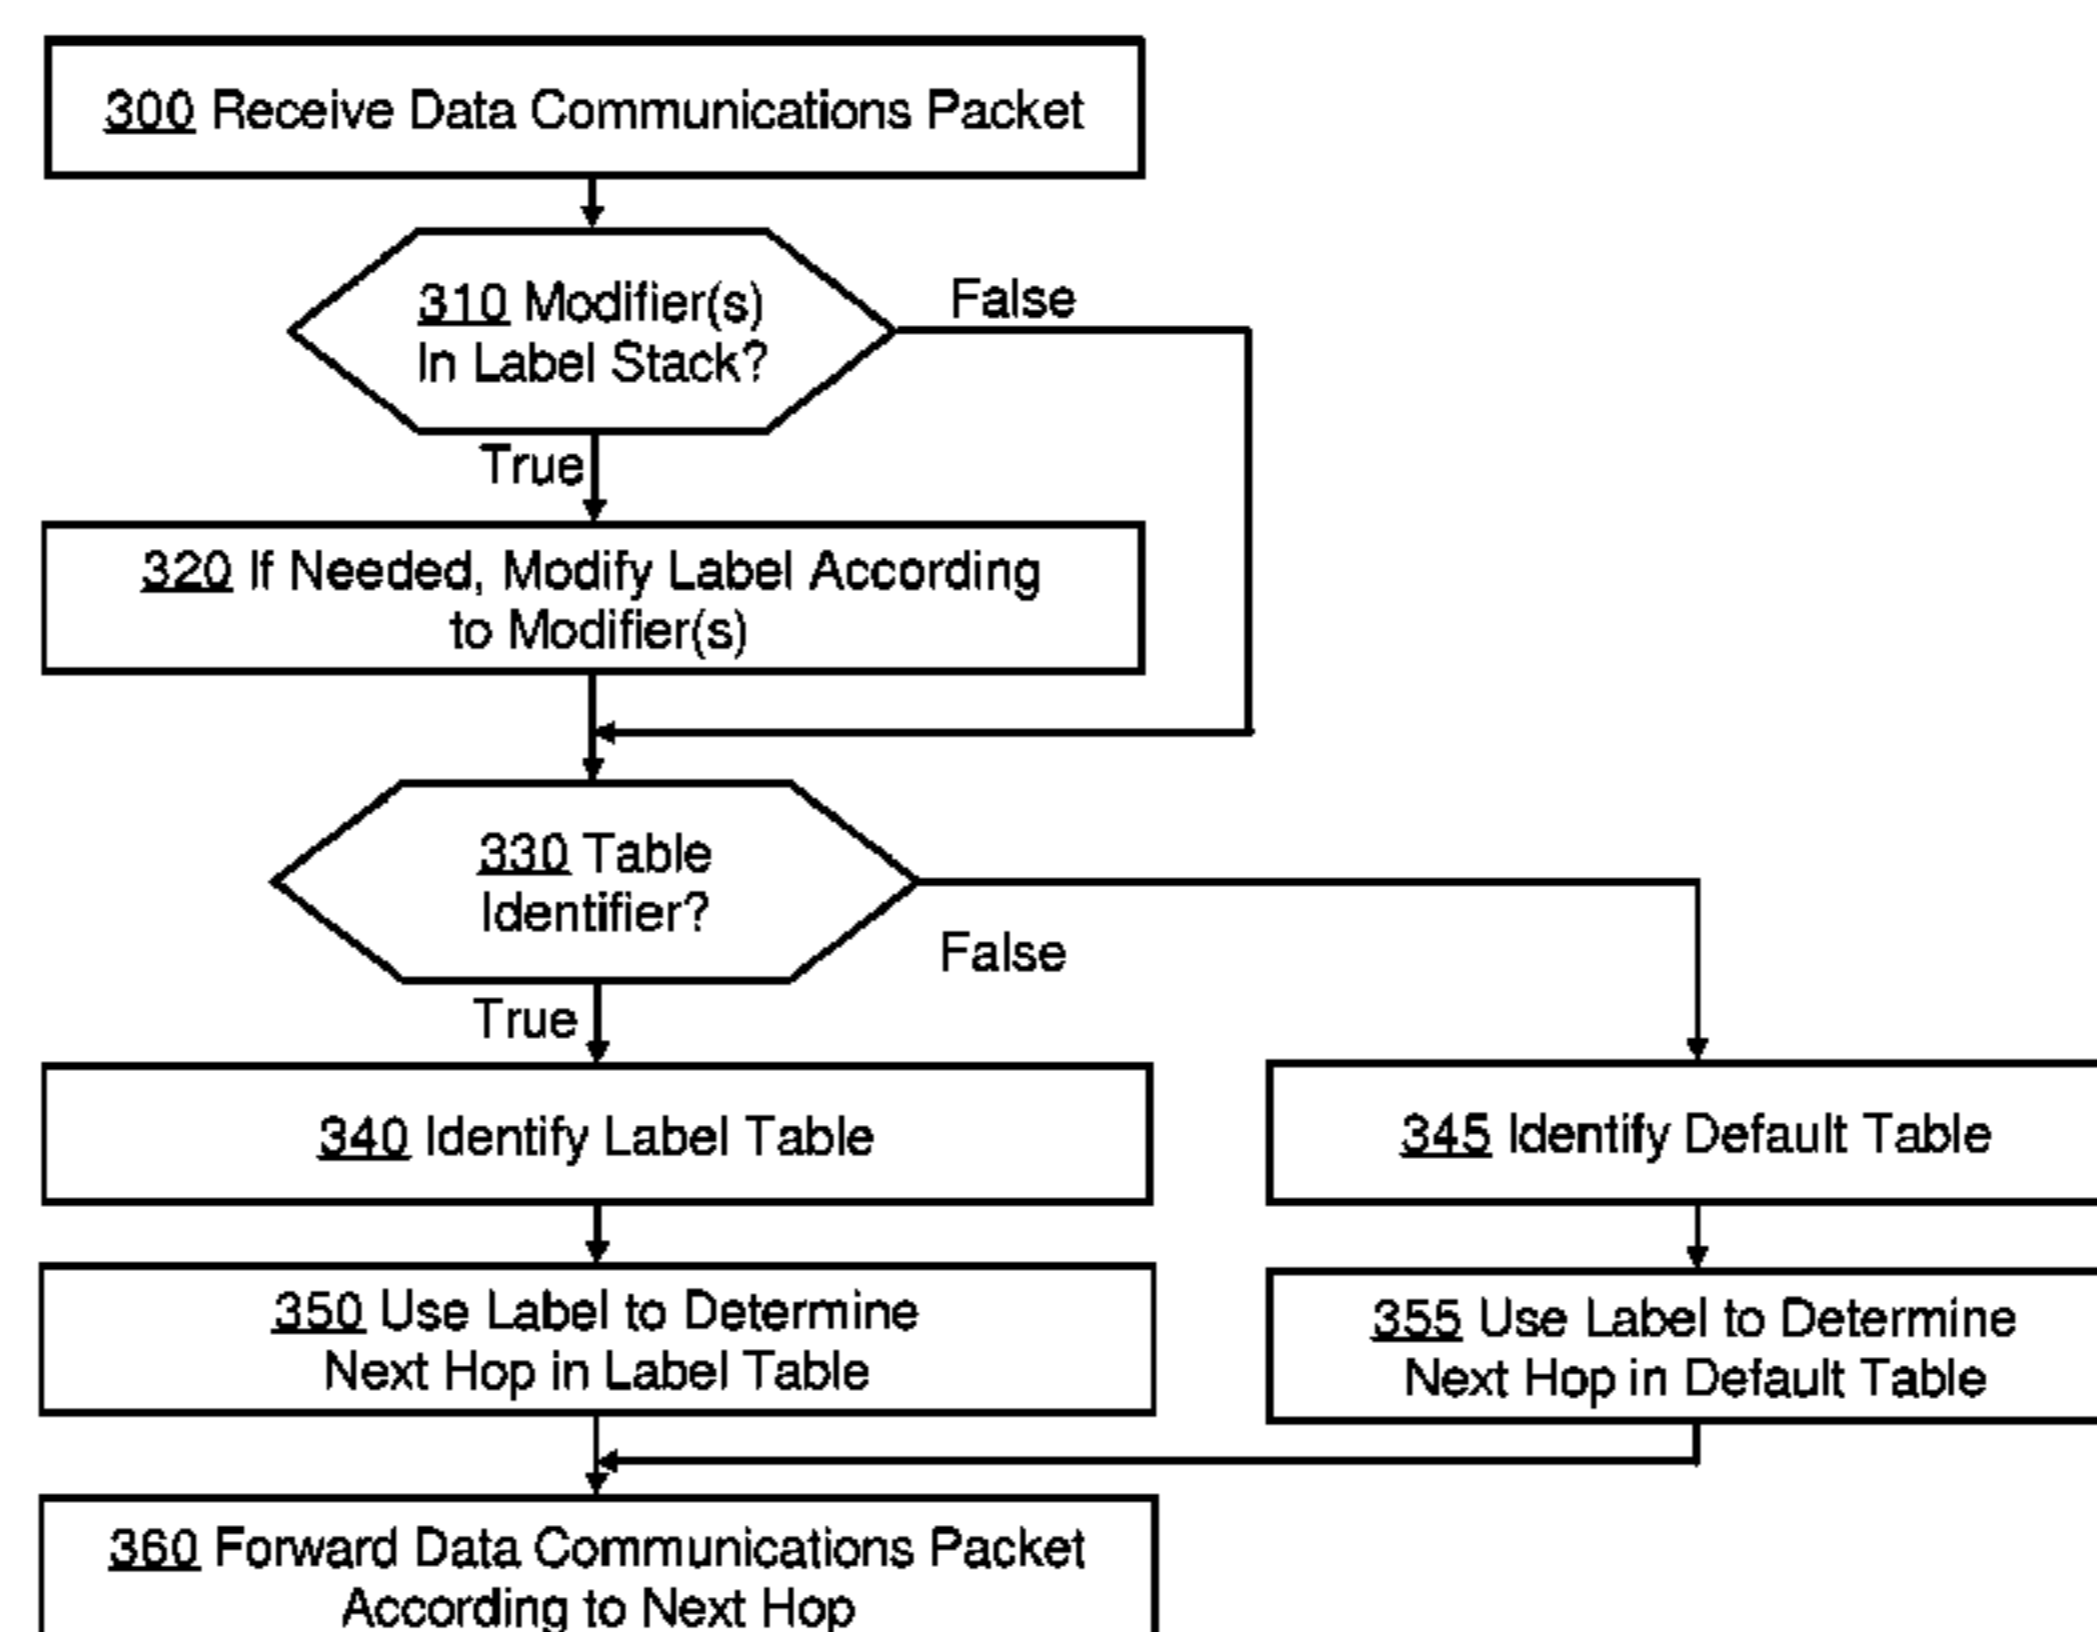 300 Receive Data Communications Packet
310 Modifier(s)
In Label Stack?
False
True
320 If Needed, Modify Label According
to Modifier(s)
330 Table
Identifier?
False
True
340 Identify Label Table
345 Identify Default Table
350 Use Label to Determine
Next Hop in Label Table
355 Use Label to Determine
Next Hop in Default Table
360 Forward Data Communications Packet
According to Next Hop